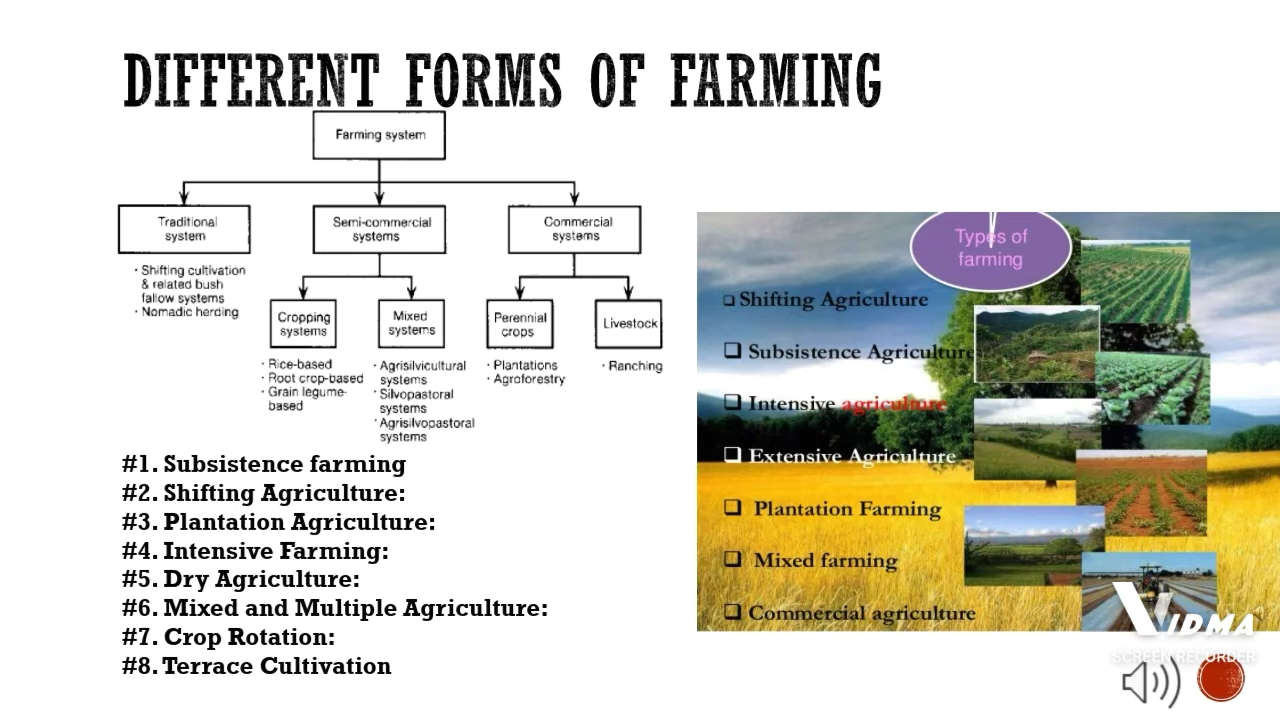 DIFFERENT FORMS OF FARMING
Farming system
Traditional
system
Semi-commercial
systems
Commercial
systems
· Shifting cultivation
& related bush
fallow systems
· Nomadic herding
Cropping
systems
Mixed
systems
Perennial
crops
Livestock
· Rice-based
· Root crop-based
· Grain legume-
based
· Agrisilvicultural
systems
· Silvopastoral
systems
· Agrisilvopastoral
systems
· Plantations
· Agroforestry
· Ranching
#1. Subsistence farming
#2. Shifting Agriculture:
#3. Plantation Agriculture:
#4. Intensive Farming:
#5. Dry Agriculture:
#6. Mixed and Multiple Agriculture:
#7. Crop Rotation:
#8. Terrace Cultivation
Types of
farming
❑ Shifting Agriculture
❑ Subsistence Agriculture
❑ Intensive agriculture
❑ Extensive Agriculture
❑ Plantation Farming
❑ Mixed farming
❑ Commercial agriculture
VIDMA
SCREEN RECORDER